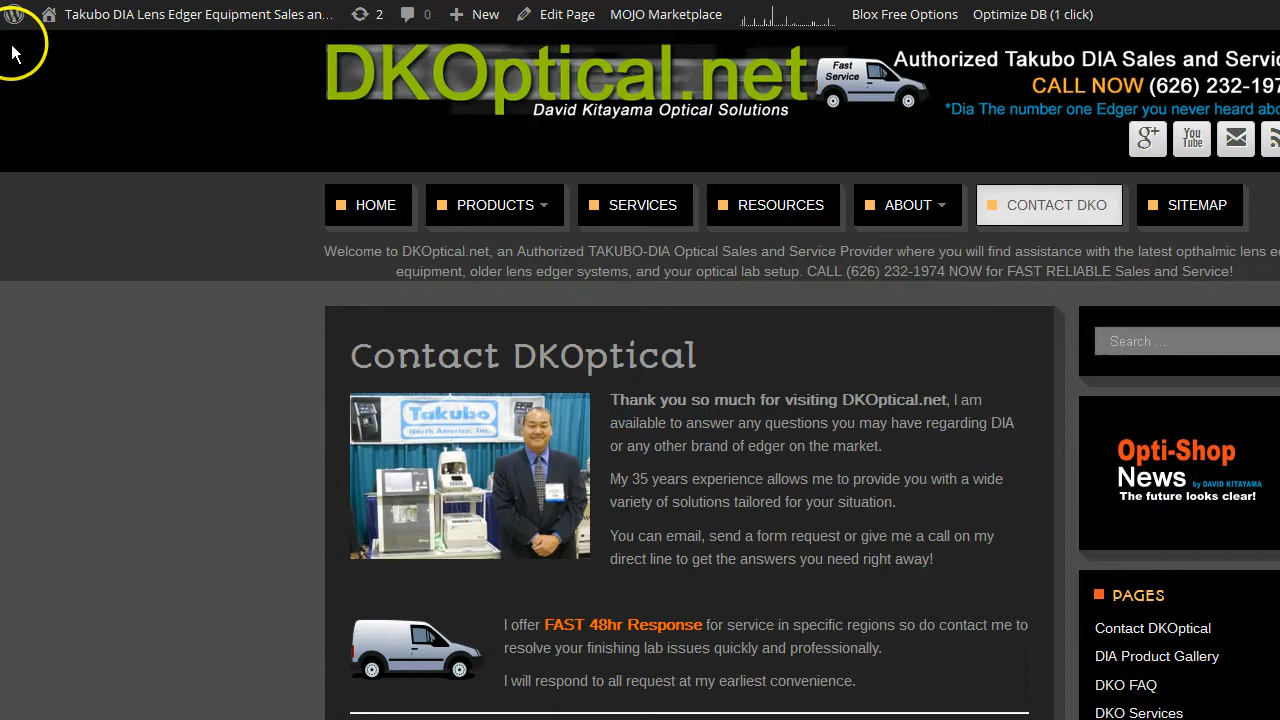 Takubo DIA Lens Edger Equipment Sales an... 2 0 New Edit Page MOJO Marketplace Blox Free Options Optimize DB (1 click)
DKOptical.net
David Kitayama Optical Solutions
Fast
Service
Authorized Takubo DIA Sales and Servic
CALL NOW (626) 232-197
*Dia The number one Edger you never heard abo
g+ You
Tube
HOME PRODUCTS SERVICES RESOURCES ABOUT CONTACT DKO SITEMAP
Welcome to DKOptical.net, an Authorized TAKUBO-DIA Optical Sales and Service Provider where you will find assistance with the latest opthalmic lens e
equipment, older lens edger systems, and your optical lab setup. CALL (626) 232-1974 NOW for FAST RELIABLE Sales and Service!
Contact DKOptical
Search ...
Takubo
North America, Inc.
Thank you so much for visiting DKOptical.net, I am
available to answer any questions you may have regarding DIA
or any other brand of edger on the market.
My 35 years experience allows me to provide you with a wide
variety of solutions tailored for your situation.
You can email, send a form request or give me a call on my
direct line to get the answers you need right away!
Opti-Shop
News by DAVID KITAYAMA
The future looks clear!
I offer FAST 48hr Response for service in specific regions so do contact me to
resolve your finishing lab issues quickly and professionally.
I will respond to all request at my earliest convenience.
PAGES
Contact DKOptical
DIA Product Gallery
DKO FAQ
DKO Services